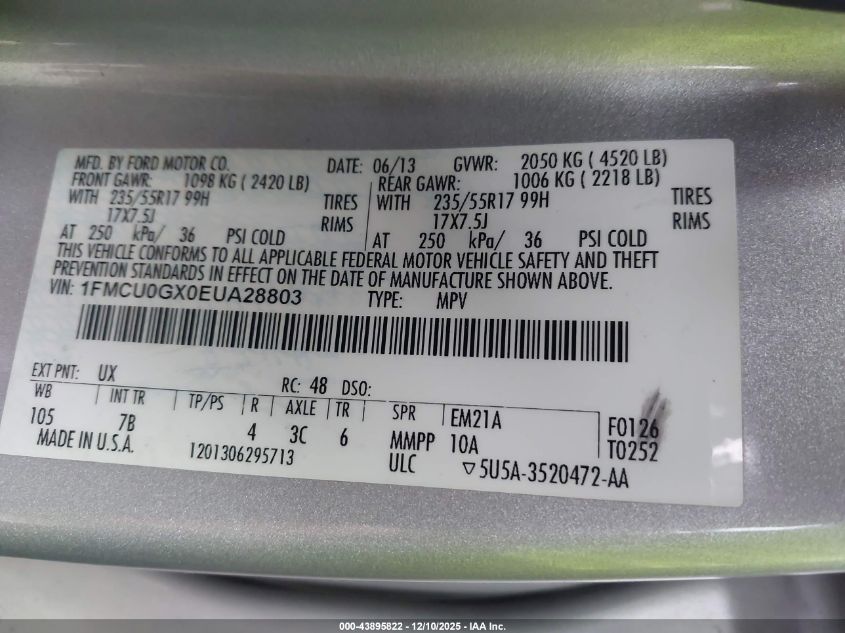 MFD. BY FORD MOTOR CO. DATE: 06/13 GVWR: 2050 KG ( 4520 LB)
FRONT GAWR: 1098 KG ( 2420 LB) REAR GAWR: 1006 KG ( 2218 LB)
WITH 235/55R17 99H TIRES WITH 235/55R17 99H TIRES
17X7.5J RIMS 17X7.5J RIMS
AT 250 kPa/ 36 PSI COLD AT 250 kPa/ 36 PSI COLD
THIS VEHICLE CONFORMS TO ALL APPLICABLE FEDERAL MOTOR VEHICLE SAFETY AND THEFT
PREVENTION STANDARDS IN EFFECT ON THE DATE OF MANUFACTURE SHOWN ABOVE.
VIN: 1FMCU0GX0EUA28803 TYPE: MPV
EXT PNT: UX RC: 48 DSO:
WB INT TR TP/PS R AXLE TR SPR EM21A F0126
105 7B 4 3C 6 MMPP 10A T0252
MADE IN U.S.A. 1201306295713 ULC ▽5U5A-3520472-AA
000-43895822 - 12/10/2025 - IAA Inc.